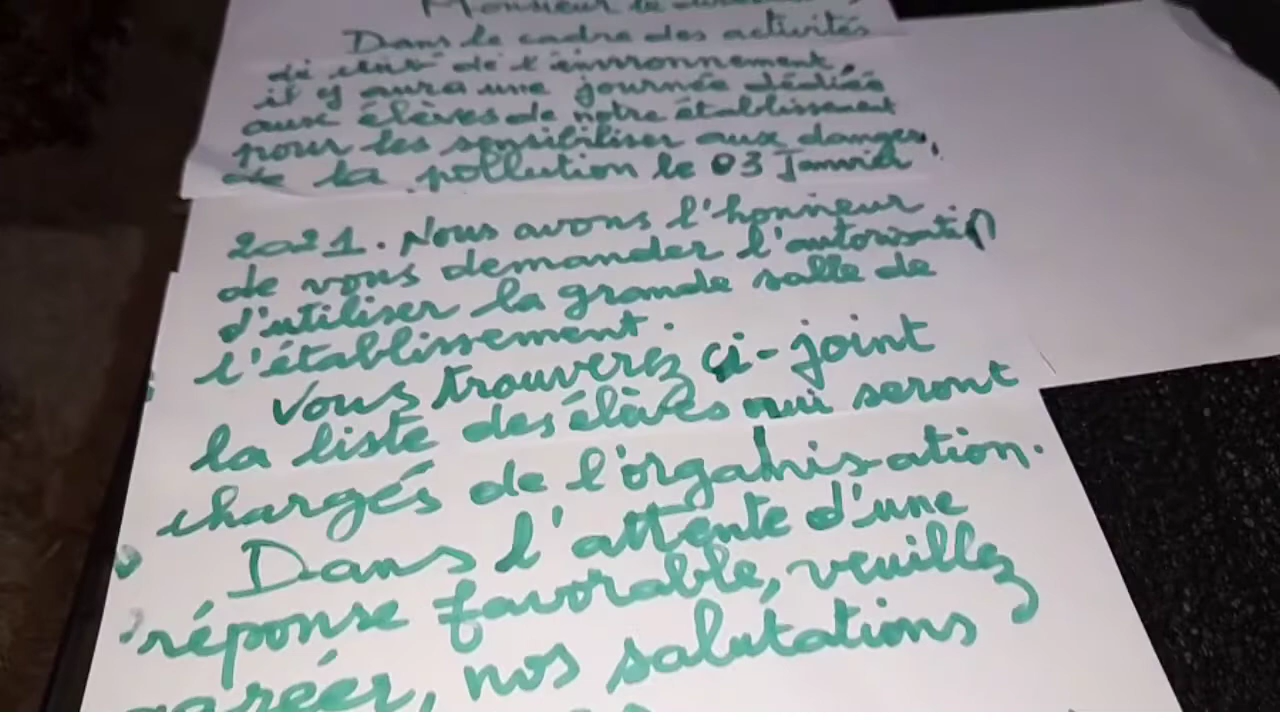 Monsieur le
Dans le cadre des activités
de l'environnement,
il y aura une journée dédiée
aux élèves de notre établissement
pour les sensibiliser aux dangers
de la pollution le 03 Janvier
2021. Nous avons l'honneur
de vous demander l'autorisation
d'utiliser la grande salle de
l'établissement.
Vous trouverez ci-joint
la liste des élèves qui seront
chargés de l'organisation.
Dans l'attente d'une
réponse favorable, veuillez
agréer, nos salutations